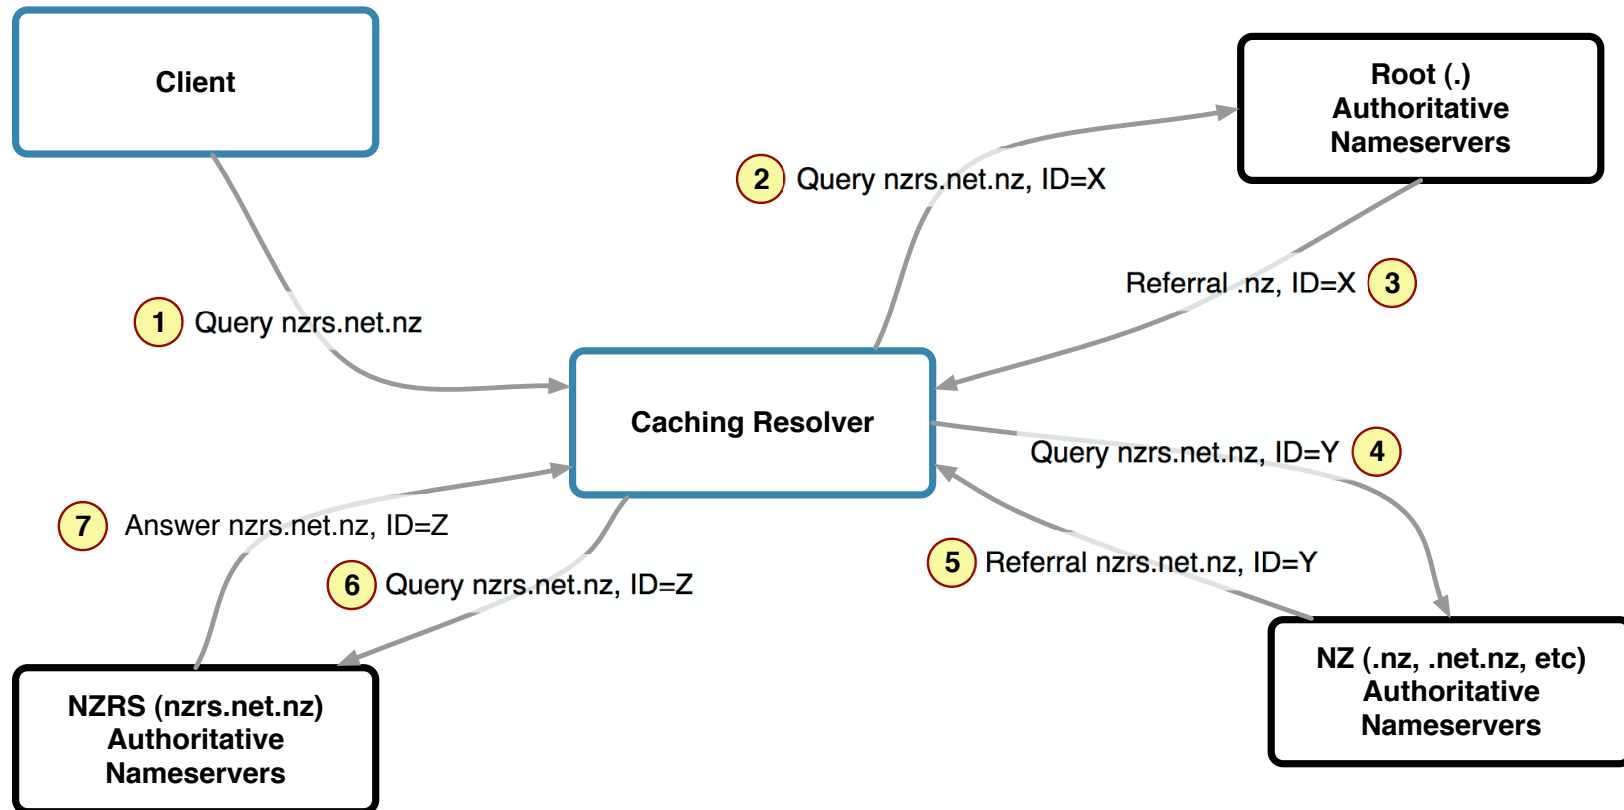 Client
Root (.)
Authoritative
Nameservers
2 Query nzrs.net.nz, ID=X
Referral .nz, ID=X 3
1 Query nzrs.net.nz
Caching Resolver
Query nzrs.net.nz, ID=Y 4
7 Answer nzrs.net.nz, ID=Z
5 Referral nzrs.net.nz, ID=Y
6 Query nzrs.net.nz, ID=Z
NZ (.nz, .net.nz, etc)
Authoritative
Nameservers
NZRS (nzrs.net.nz)
Authoritative
Nameservers